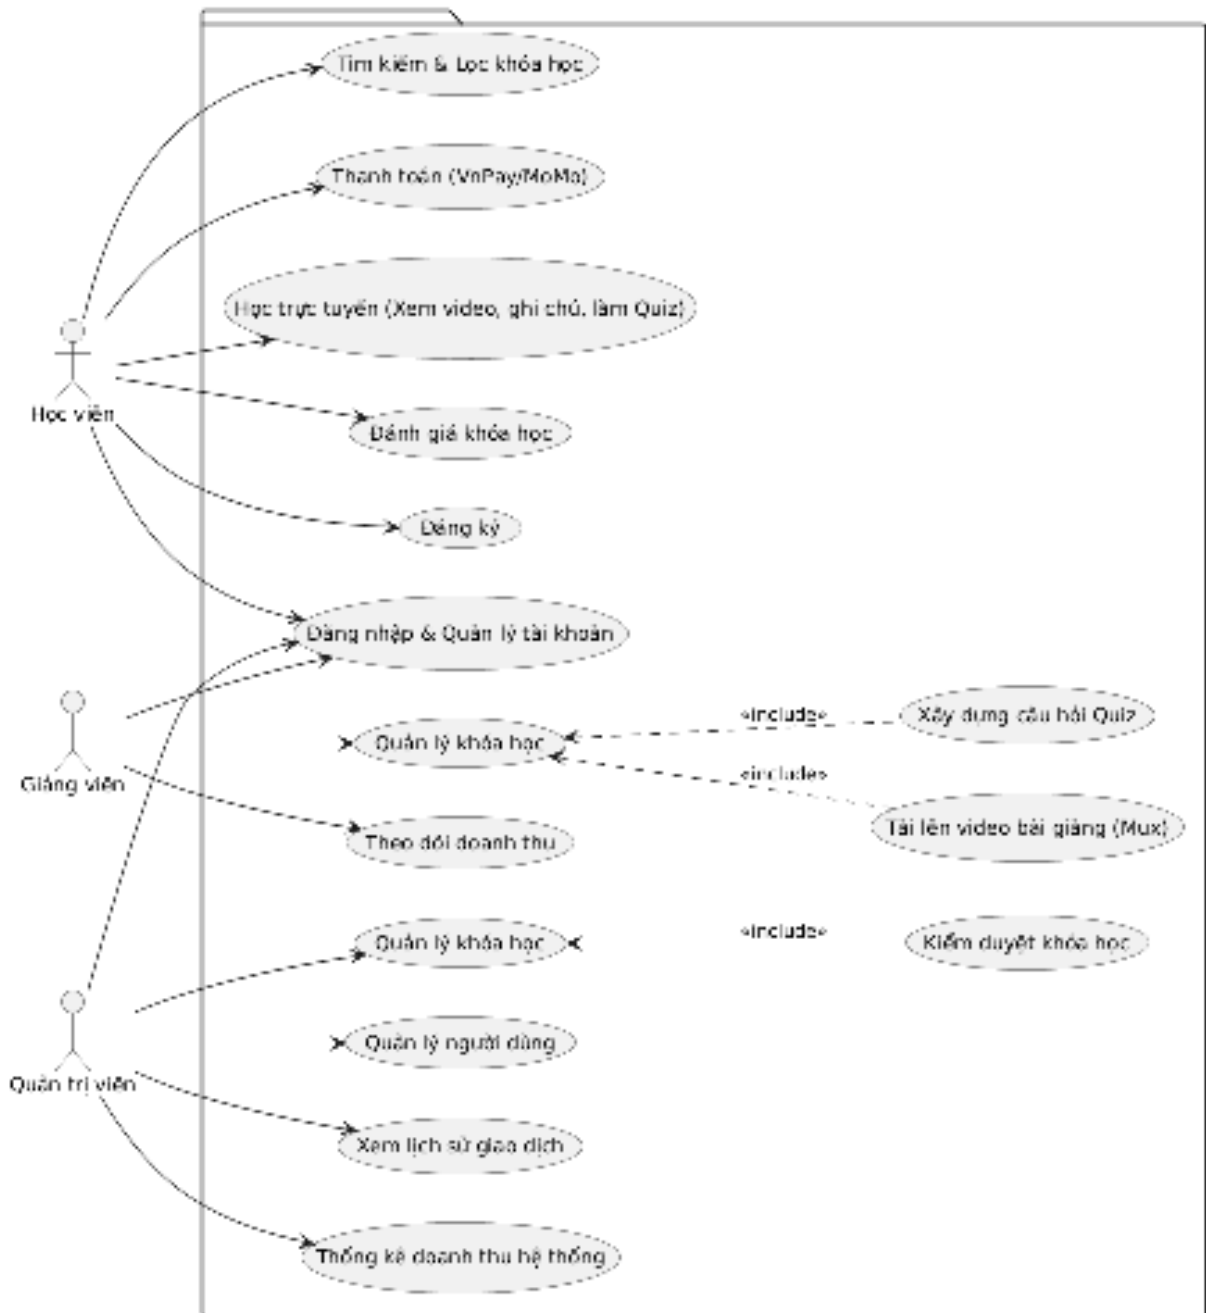 Tìm kiếm & Lọc khóa học
Thanh toán (VnPay/MoMo)
Học trực tuyến (Xem video, ghi chú, làm Quiz)
Học viên
Đánh giá khóa học
Đăng ký
Đăng nhập & Quản lý tài khoản
Giảng viên
Quản lý khóa học
«include»
Xây dựng câu hỏi Quiz
«include»
Tải lên video bài giảng (Mux)
Theo dõi doanh thu
Quản lý khóa học
«include»
Kiểm duyệt khóa học
Quản lý người dùng
Quản trị viên
Xem lịch sử giao dịch
Thống kê doanh thu hệ thống